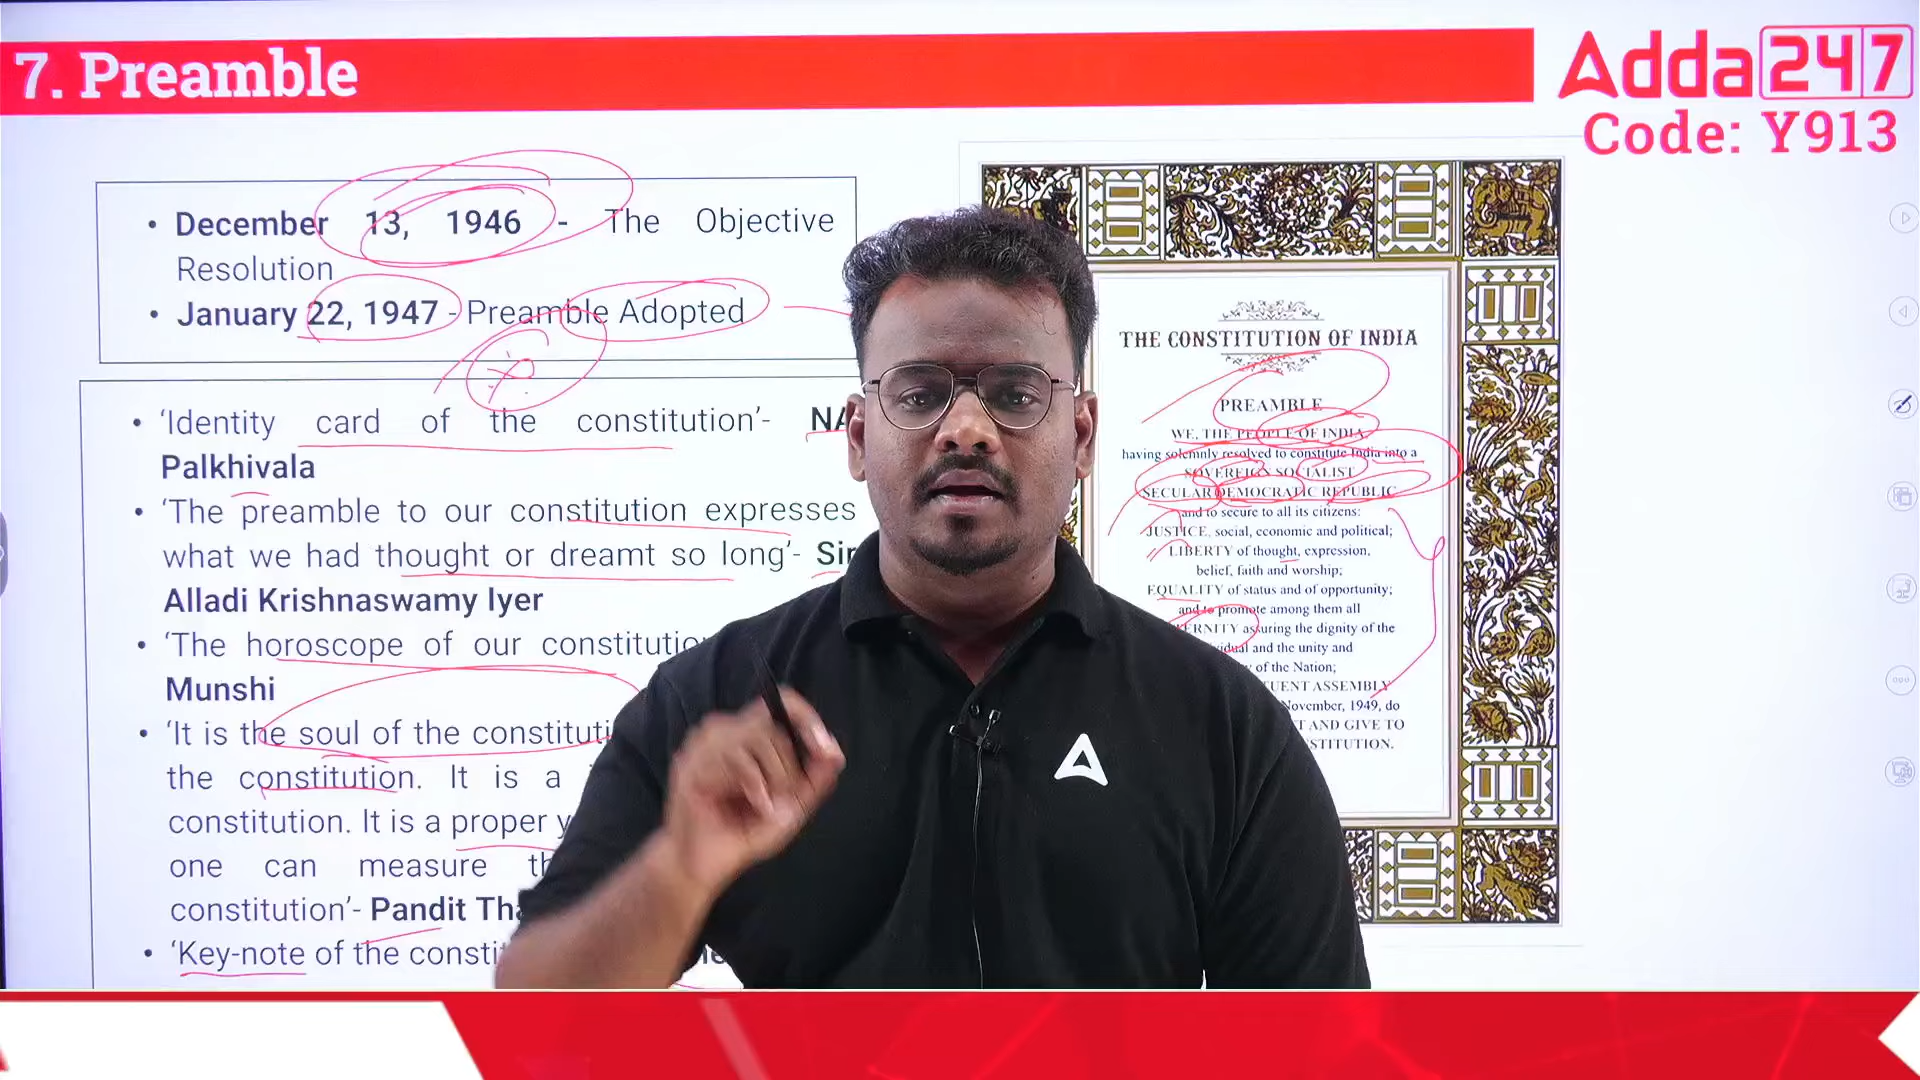 7. Preamble
Adda247
Code: Y913
• December 13, 1946 - The Objective
Resolution
• January 22, 1947 - Preamble Adopted
• ‘Identity card of the constitution’- NA
Palkhivala
• ‘The preamble to our constitution expresses
what we had thought or dreamt so long’- Sir
Alladi Krishnaswamy Iyer
• ‘The horoscope of our
Munshi
• ‘It is the soul of the
the constitution. It is a
constitution. It is a proper
one can measure
constitution’- Pandit
• ‘Key-note of the
THE CONSTITUTION OF INDIA
PREAMBLE
WE, THE PEOPLE OF INDIA
having solemnly resolved to constitute India into a
SOVEREIGN SOCIALIST
SECULAR DEMOCRATIC REPUBLIC
and to secure to all its citizens:
JUSTICE, social, economic and political;
LIBERTY of thought, expression,
belief, faith and worship;
EQUALITY of status and of opportunity;
and to promote among them all
assuring the dignity of the
and the unity and
of the Nation;
ASSEMBLY
November, 1949, do
AND GIVE TO